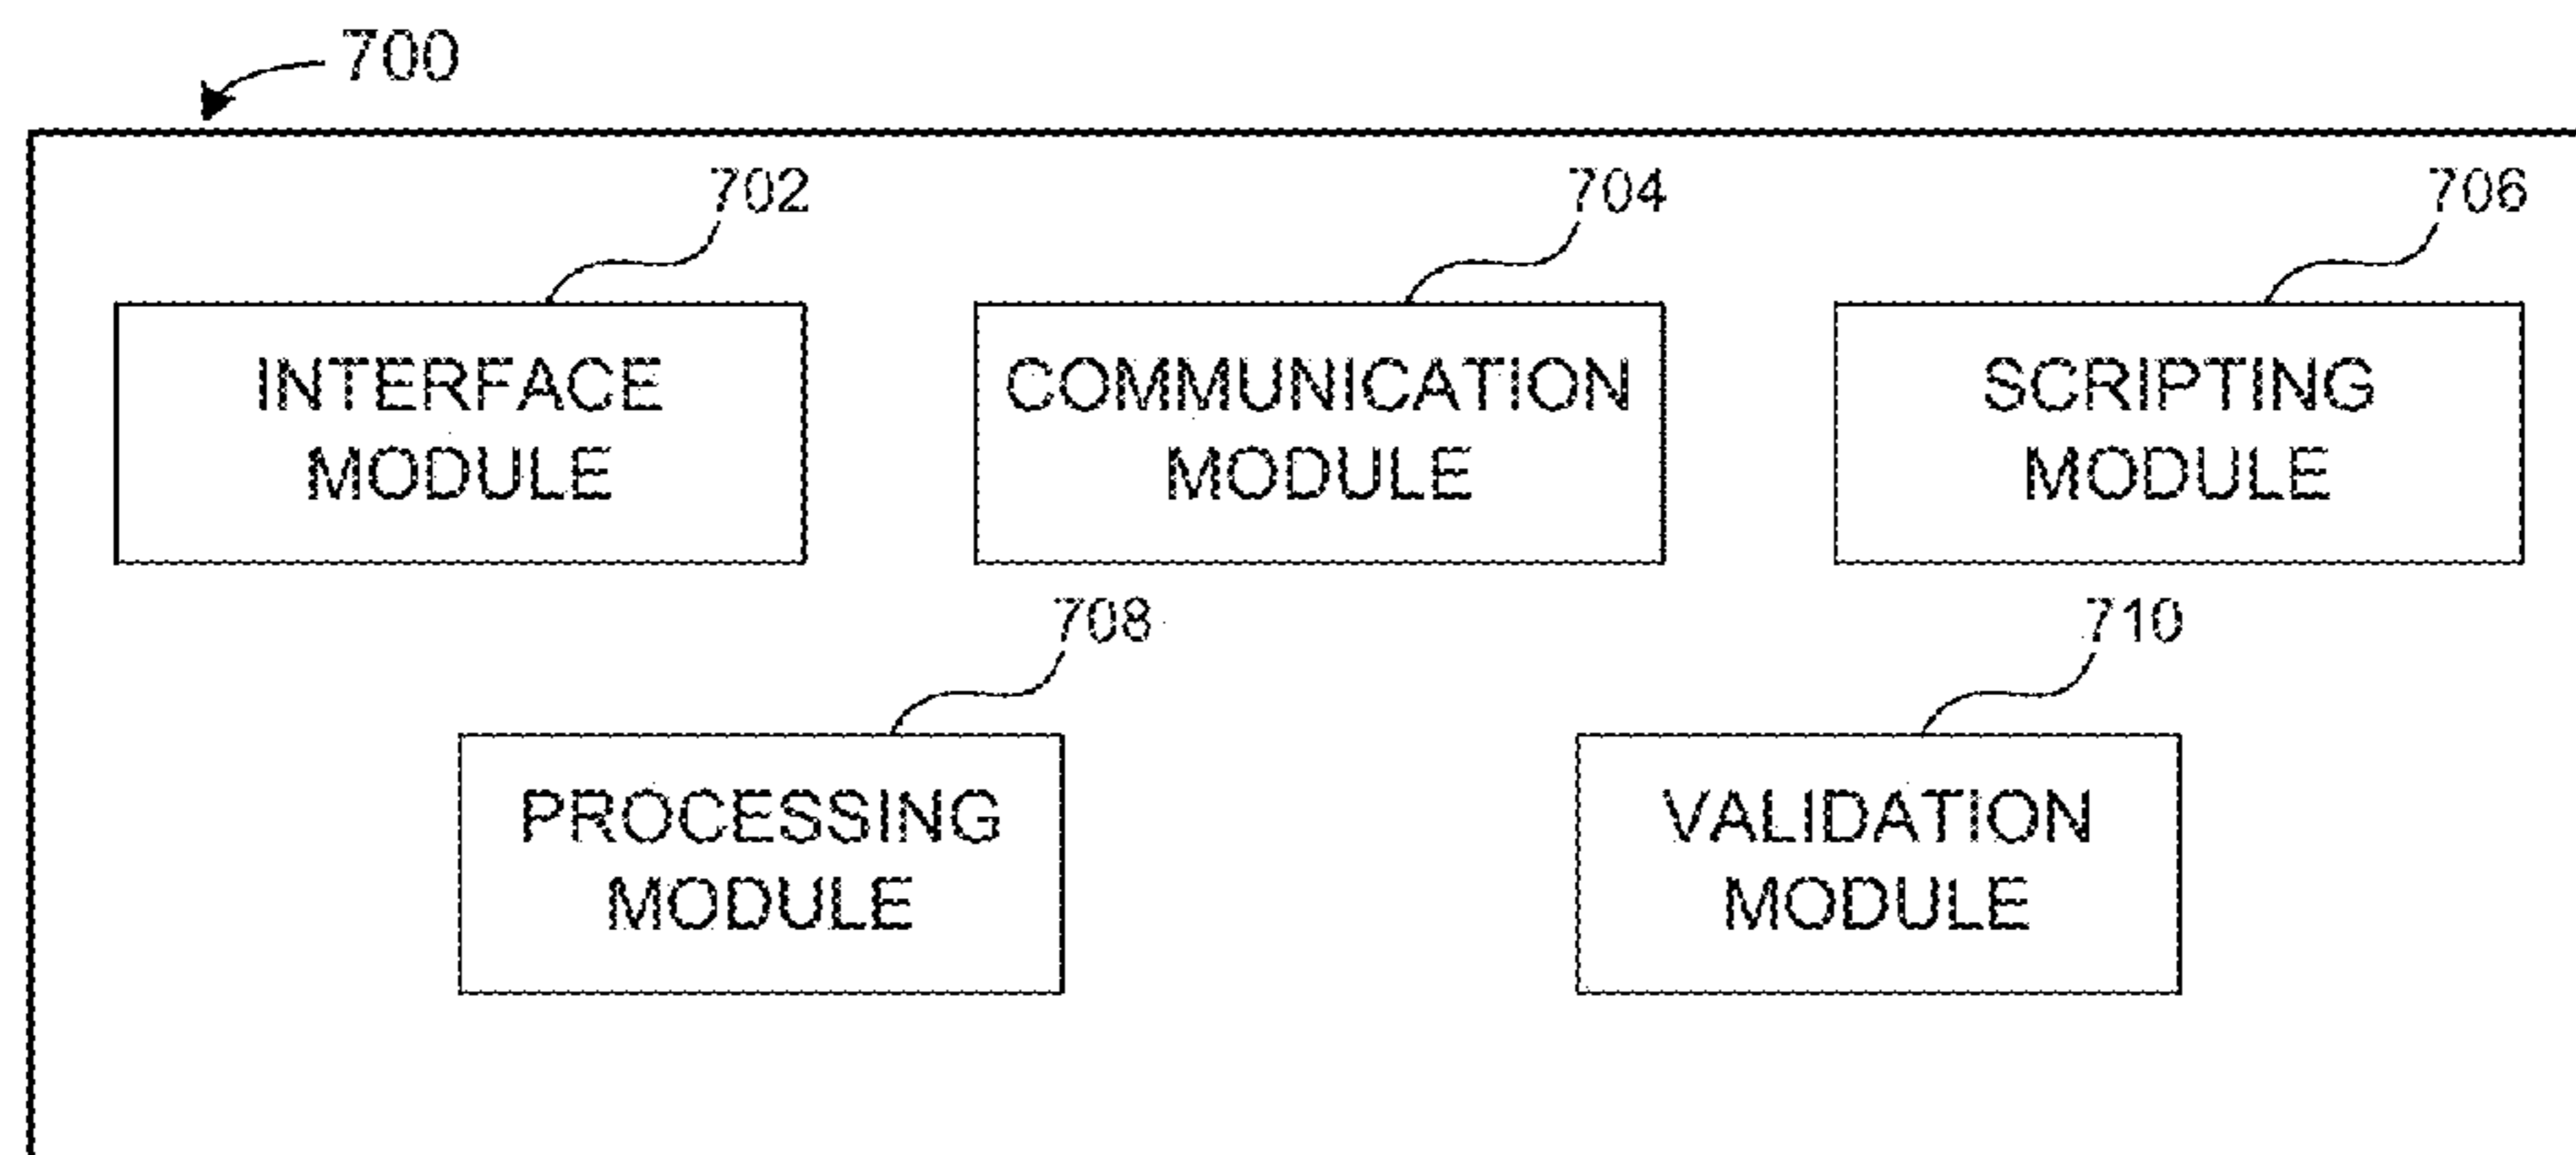 700
702
704
706
INTERFACE
MODULE
COMMUNICATION
MODULE
SCRIPTING
MODULE
708
710
PROCESSING
MODULE
VALIDATION
MODULE